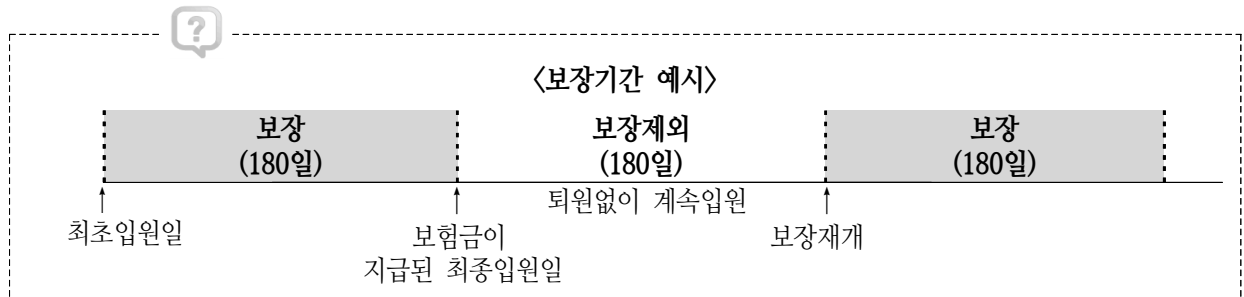 ?
〈보장기간 예시〉
보장 보장제외 보장
(180일) (180일) (180일)
퇴원없이 계속입원
최초입원일 보험금이 보장재개
지급된 최종입원일